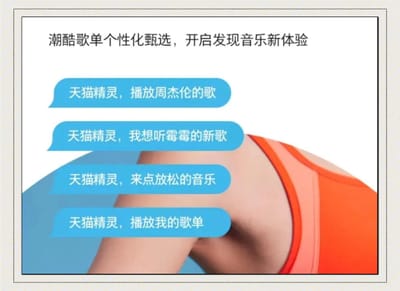 潮酷歌单个性化甄选，开启发现音乐新体验
天猫精灵，播放周杰伦的歌
天猫精灵，我想听霉霉的新歌
天猫精灵，来点放松的音乐
天猫精灵，播放我的歌单